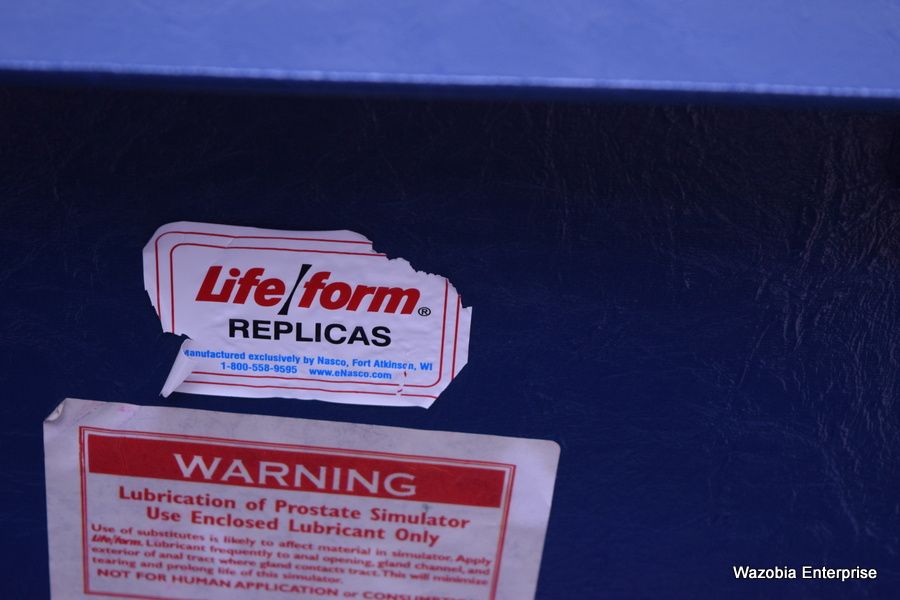 Life/form®
REPLICAS
anufactured exclusively by Nasco, Fort Atkinson, WI
1-800-558-9595 www.eNasco.com
WARNING
Lubrication of Prostate Simulator
Use Enclosed Lubricant Only
Use of substitutes is likely to affect material in simulator. Apply
Life/form. Lubricant frequently to anal opening, gland channel, and
exterior of anal tract where gland contacts tract. This will minimize
tearing and prolong life of this simulator.
NOT FOR HUMAN APPLICATION or CONSUMPTION
Wazobia Enterprise